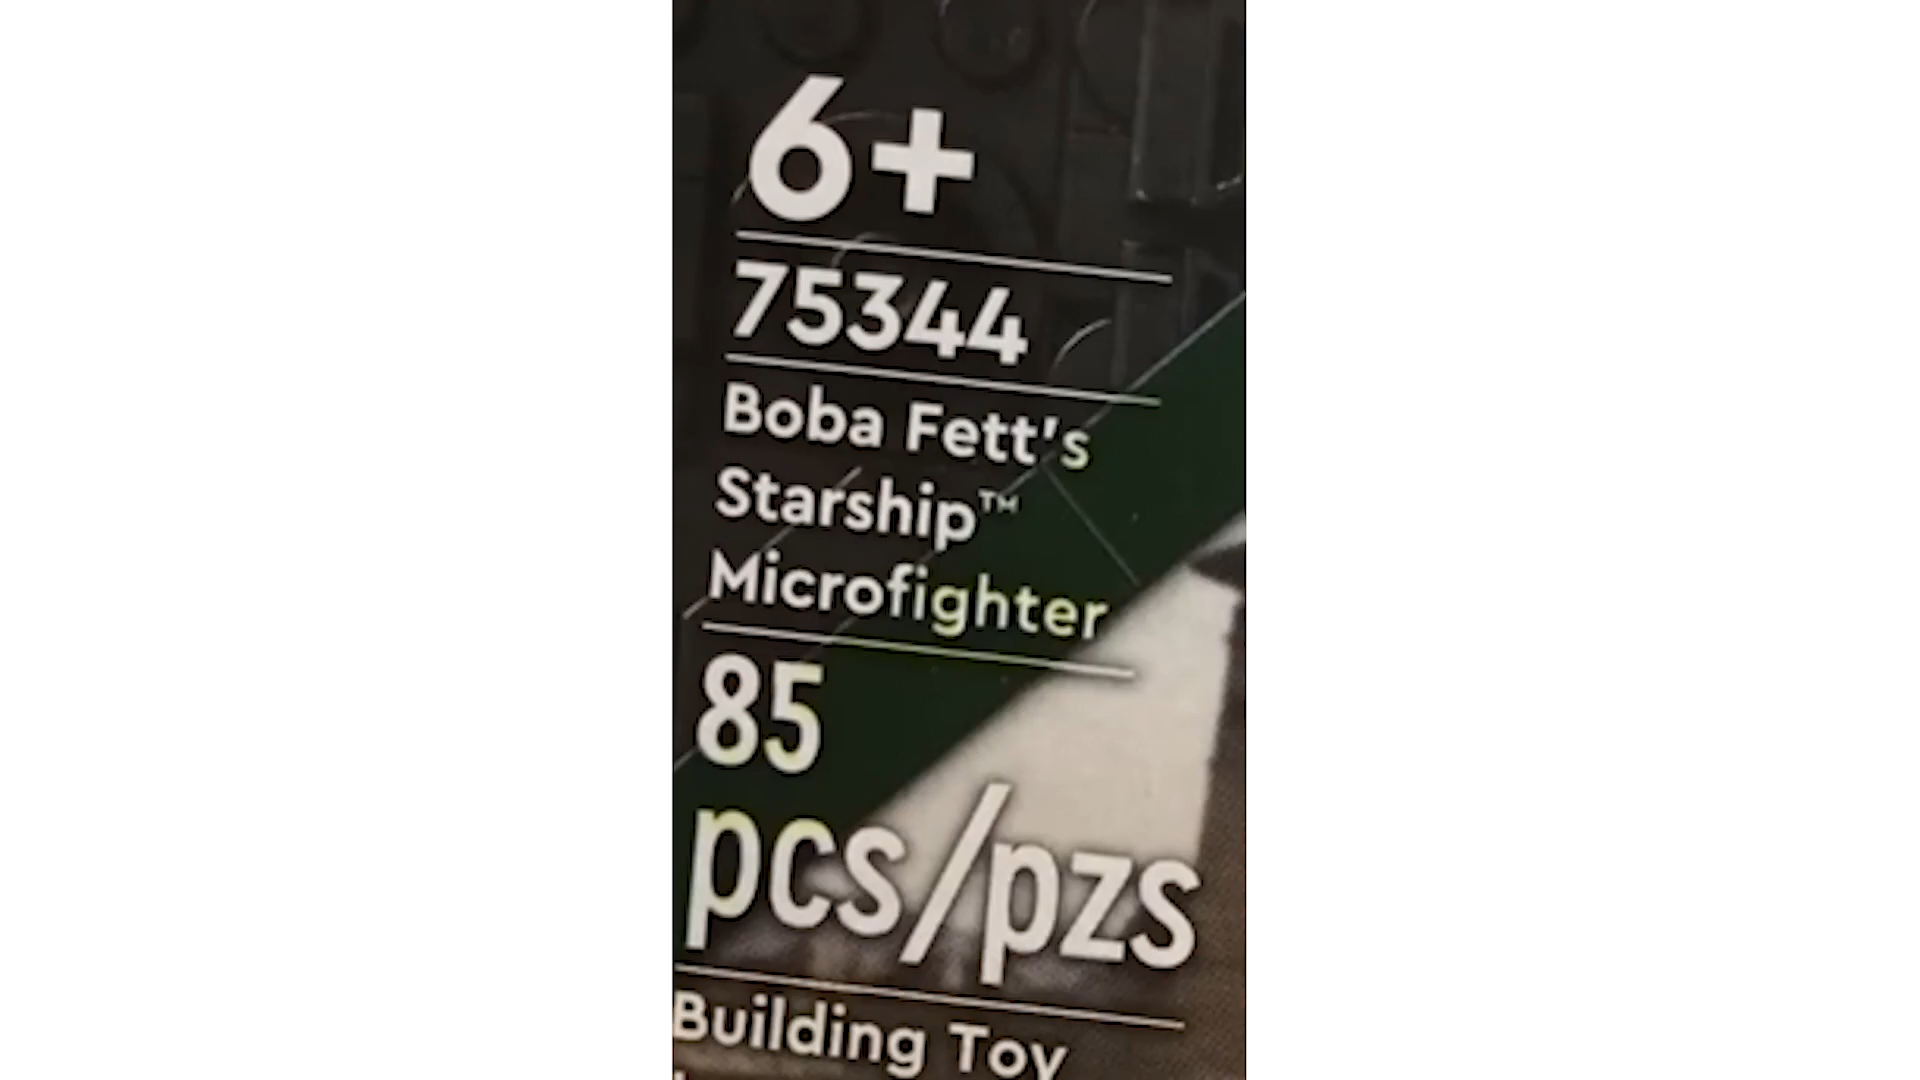 6+
75344
Boba Fett's
Starship™
Microfighter
85
pcs/pzs
Building Toy